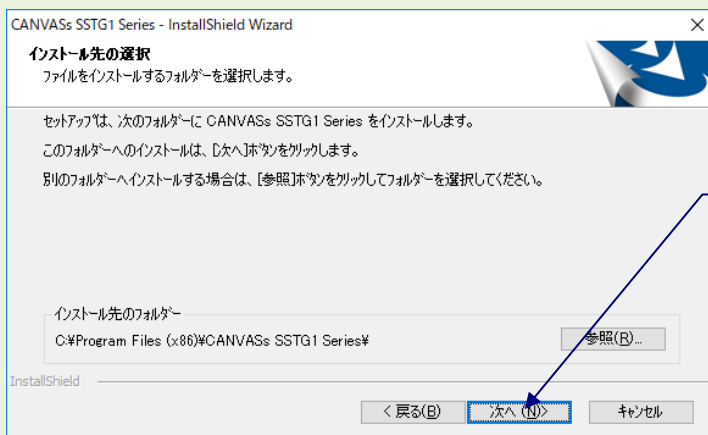 CANVASs SSTG1 Series - InstallShield Wizard
インストール先の選択
ファイルをインストールするフォルダーを選択します。
セットアップは、次のフォルダーに CANVASs SSTG1 Series をインストールします。
このフォルダーへのインストールは、[次へ]ボタンをクリックします。
別のフォルダーへインストールする場合は、[参照]ボタンをクリックしてフォルダーを選択してください。
インストール先のフォルダー
C:¥Program Files (x86)¥CANVASs SSTG1 Series¥
参照(R)...
InstallShield
< 戻る(B)
次へ (N)>
キャンセル